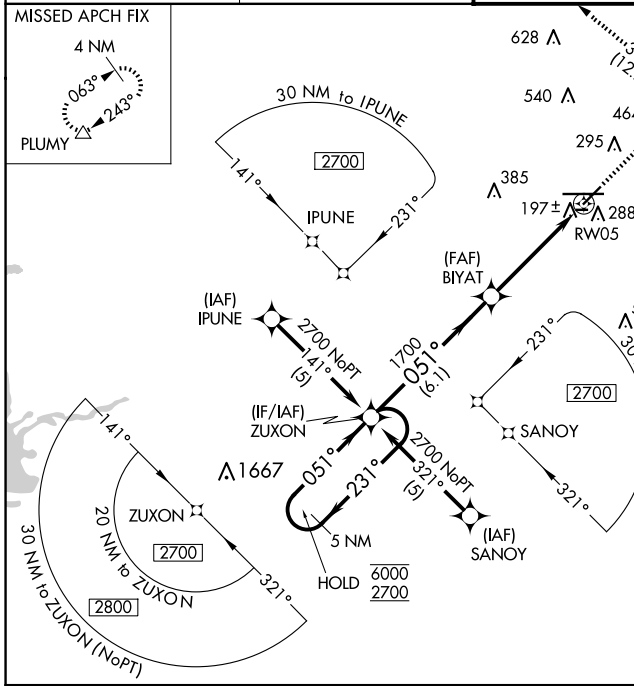 MISSED APCH FIX
4 NM
063°
243°
PLUMY
628
540
295
385
197±
288
RW05
30 NM to IPUNE
2700
141°
231°
IPUNE
(FAF)
BIYAT
(IAF)
IPUNE
2700 NoPT
141°
(5)
1700
051°
(6.1)
231°
2700
SANOY
321°
(IF/IAF)
ZUXON
2700 NoPT
321°
(5)
(IAF)
SANOY
051°
231°
5 NM
HOLD
6000
2700
1667
141°
ZUXON
2700
20 NM to ZUXON
321°
2800
30 NM to ZUXON (NoPT)